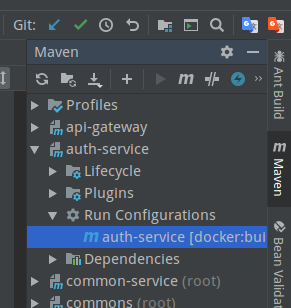 Git:
Maven
Profiles
api-gateway
auth-service
Lifecycle
Plugins
Run Configurations
auth-service [docker:bui
Dependencies
common-service (root)
commons (root)
Ant Build
Maven
Bean Validat